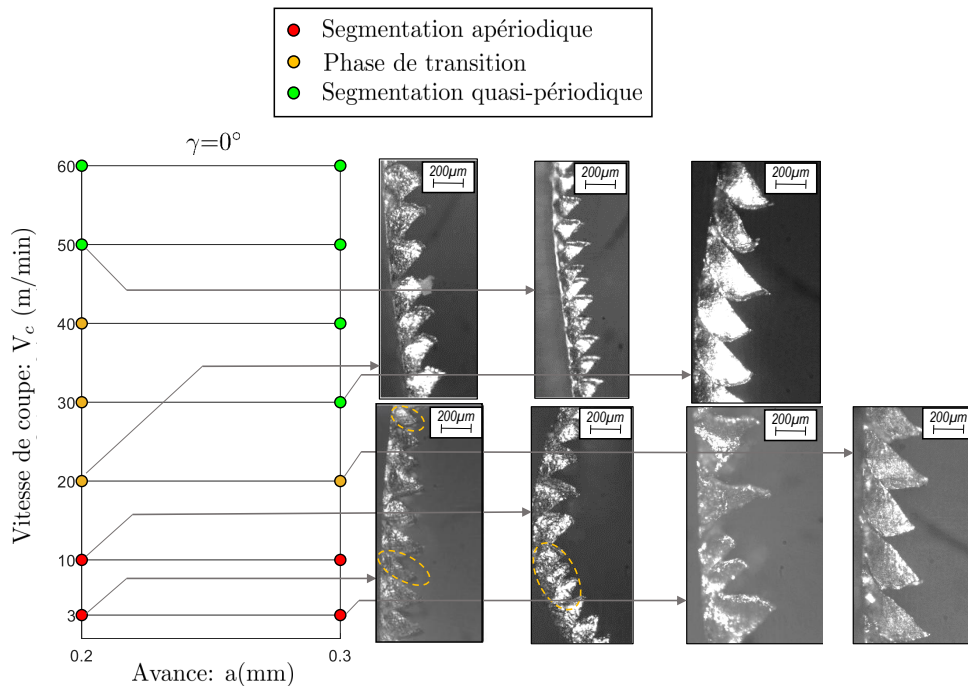 Segmentation apériodique
Phase de transition
Segmentation quasi-périodique
γ=0°
Vitesse de coupe: V_c (m/min)
60
50
40
30
20
10
3
0.2
0.3
Avance: a(mm)
200µm
200µm
200µm
200µm
200µm
200µm
200µm